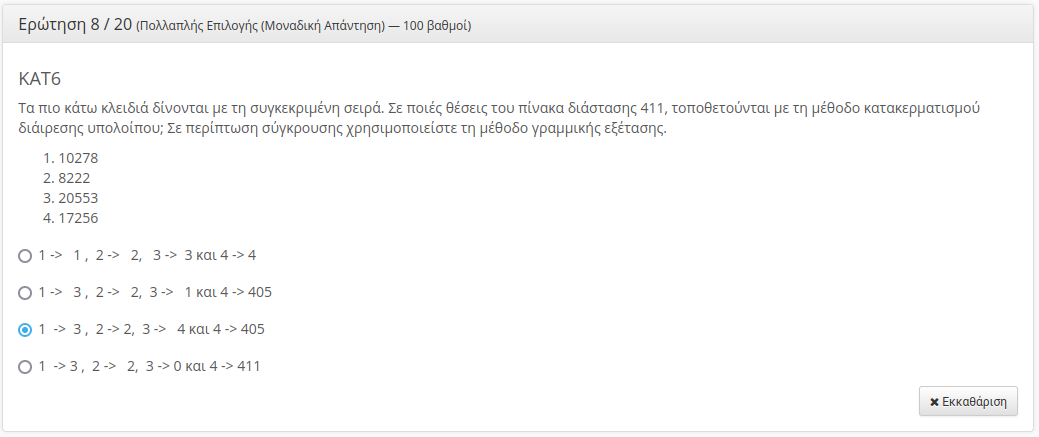 Ερώτηση 8 / 20 (Πολλαπλής Επιλογής (Μοναδική Απάντηση) — 100 βαθμοί)
ΚΑΤ6
Τα πιο κάτω κλειδιά δίνονται με τη συγκεκριμένη σειρά. Σε ποιές θέσεις του πίνακα διάστασης 411, τοποθετούνται με τη μέθοδο κατακερματισμού
διάιρεσης υπολοίπου; Σε περίπτωση σύγκρουσης χρησιμοποιείστε τη μέθοδο γραμμικής εξέτασης.
1. 10278
2. 8222
3. 20553
4. 17256
1 -> 1 , 2 -> 2, 3 -> 3 και 4 -> 4
1 -> 3 , 2 -> 2, 3 -> 1 και 4 -> 405
1 -> 3 , 2 -> 2, 3 -> 4 και 4 -> 405
1 -> 3 , 2 -> 2, 3 -> 0 και 4 -> 411
✖ Εκκαθάριση